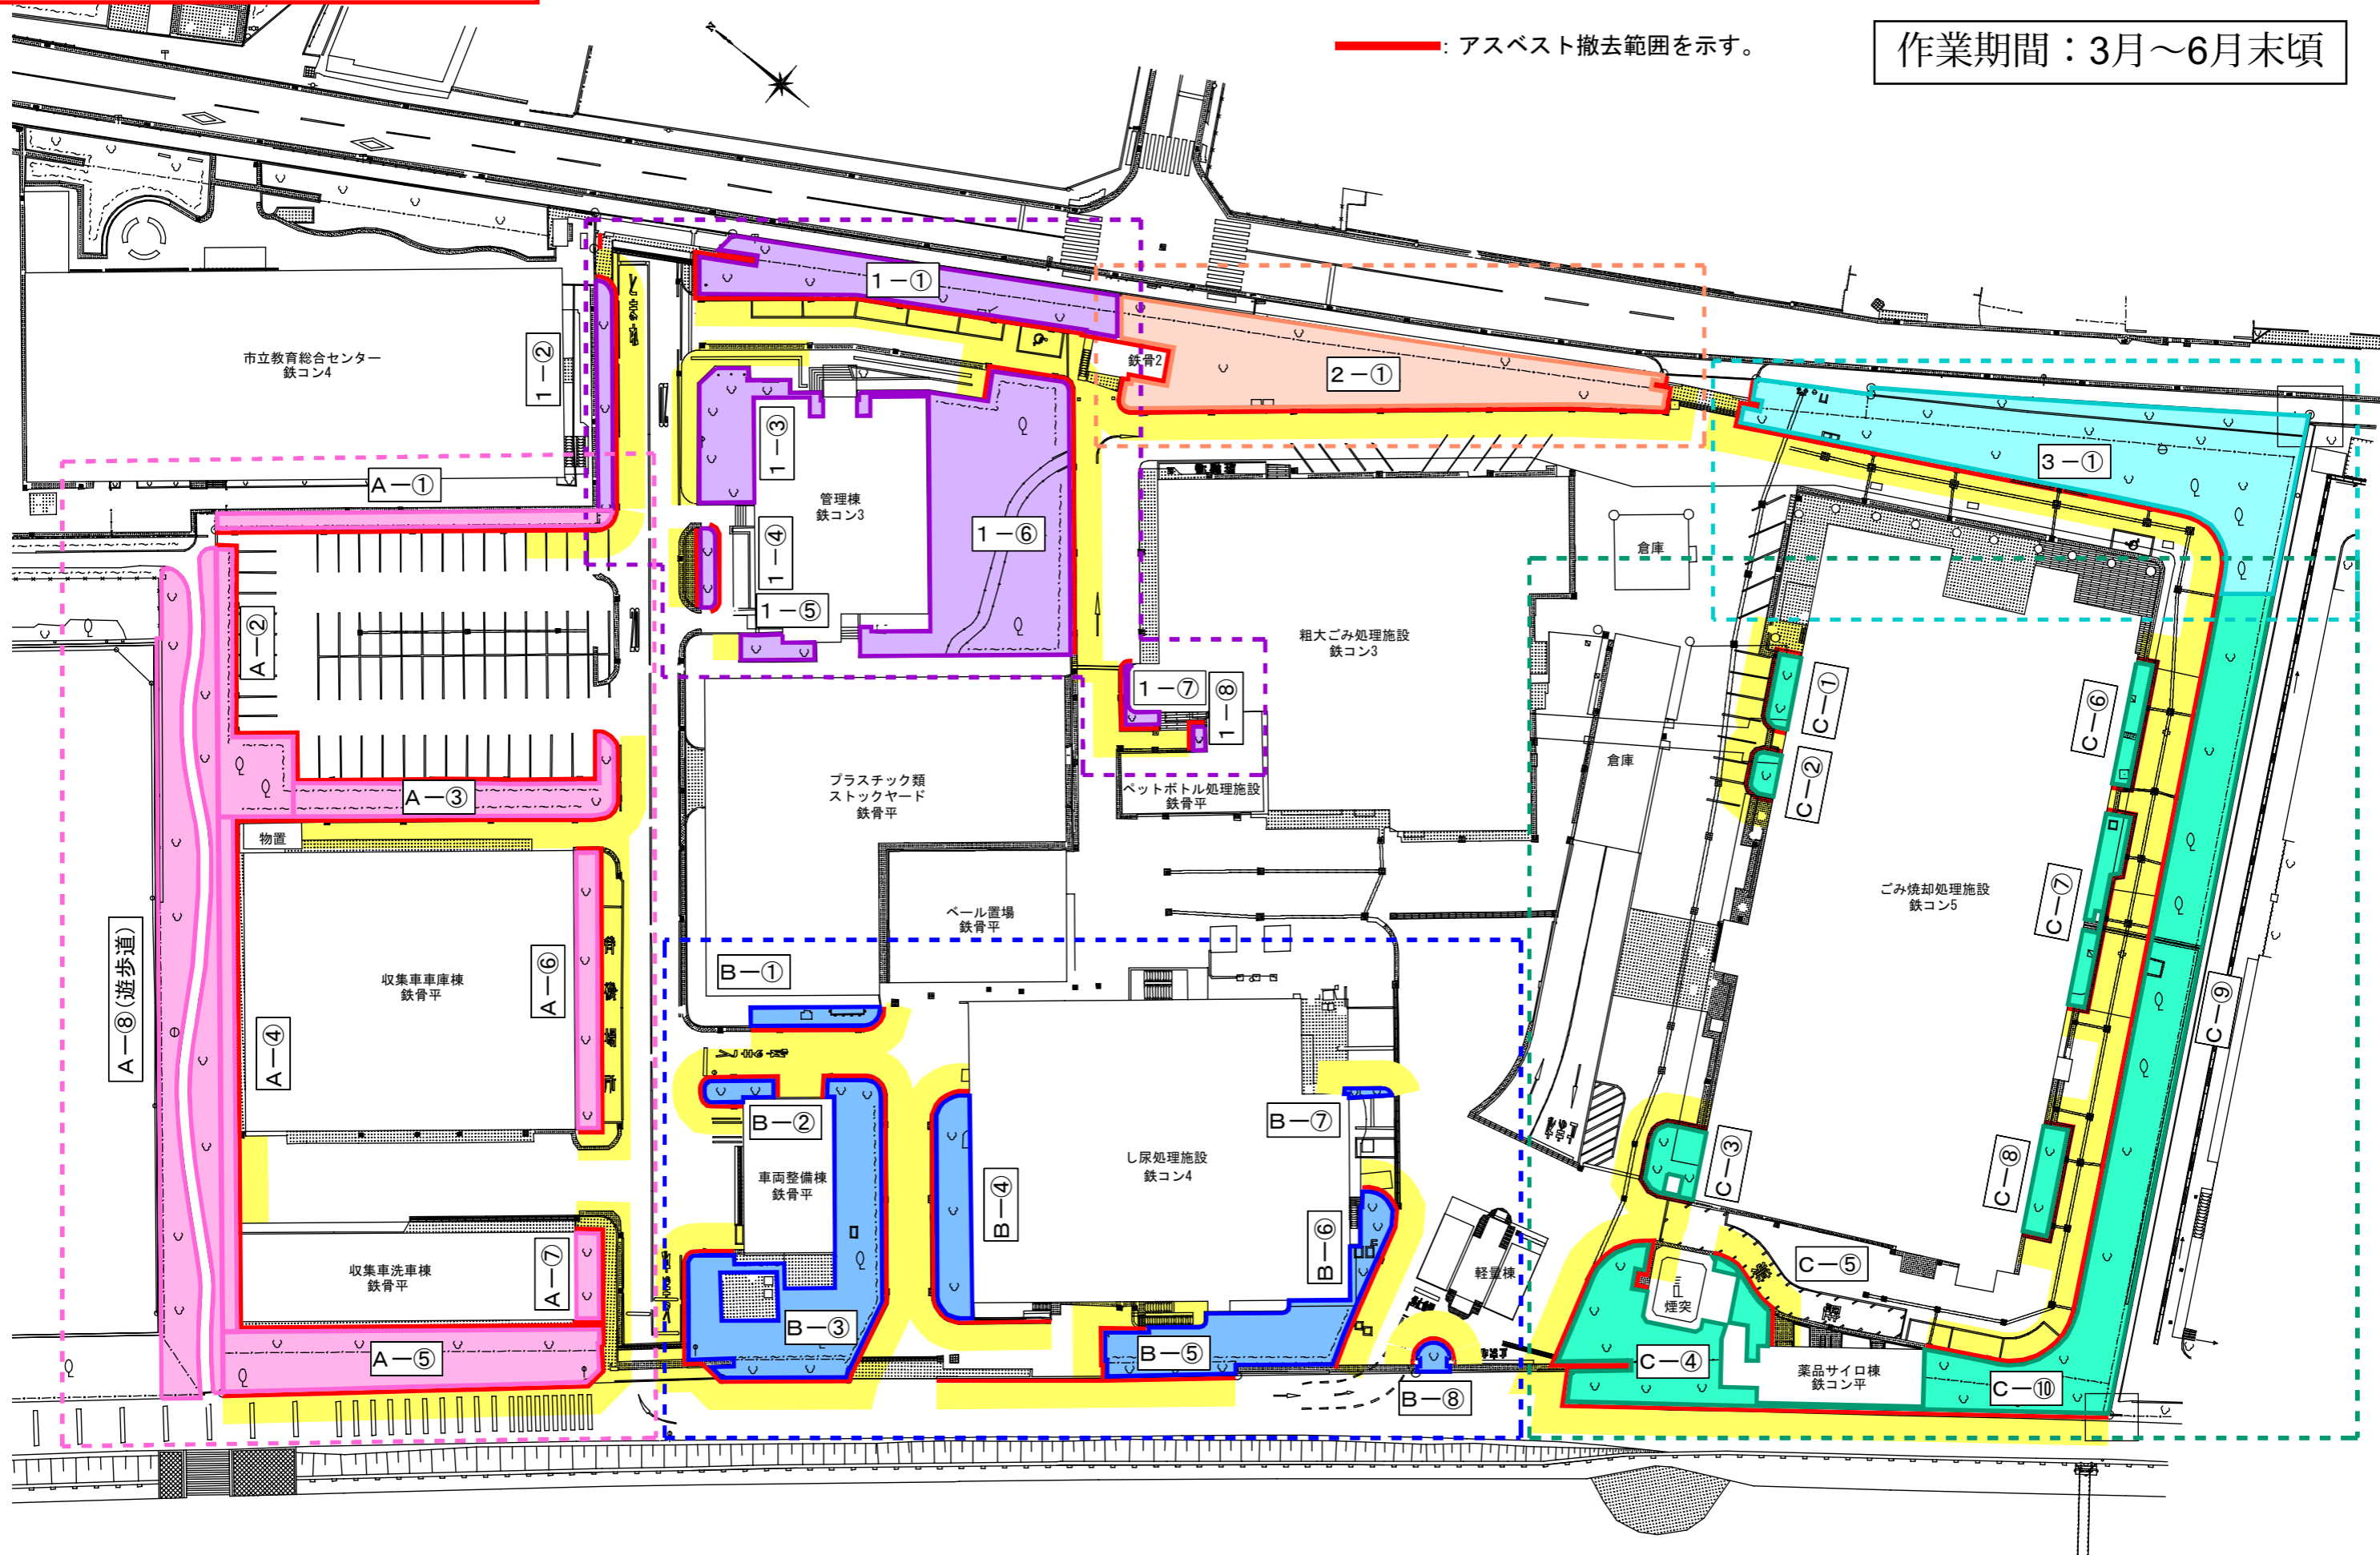 : アスベスト撤去範囲を示す。
作業期間：3月～6月末頃
N
市立教育総合センター
鉄コン4
1－②
1－①
鉄骨2
2－①
3－①
A－①
1－③
管理棟
鉄コン3
1－④
1－⑤
1－⑥
倉庫
粗大ごみ処理施設
鉄コン3
A－②
1－⑦
1－⑧
C－①
C－②
C－⑥
倉庫
A－③
物置
プラスチック類
ストックヤード
鉄骨平
ペットボトル処理施設
鉄骨平
ベール置場
鉄骨平
ごみ焼却処理施設
鉄コン5
C－⑦
A－⑧(遊歩道)
収集車車庫棟
鉄骨平
A－④
A－⑥
B－①
C－⑨
B－②
車両整備棟
鉄骨平
B－④
し尿処理施設
鉄コン4
B－⑦
B－⑥
C－③
C－⑧
収集車洗車棟
鉄骨平
A－⑦
軽量棟
C－⑤
煙突
B－③
A－⑤
B－⑤
B－⑧
C－④
薬品サイロ棟
鉄コン平
C－⑩